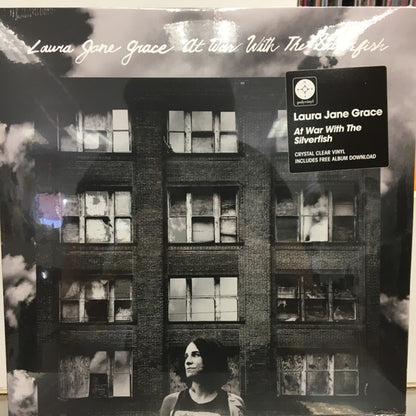 Laura Jane Grace At War With The Silverfish
polyvinyl
Laura Jane Grace
At War With The
Silverfish
CRYSTAL CLEAR VINYL
INCLUDES FREE ALBUM DOWNLOAD